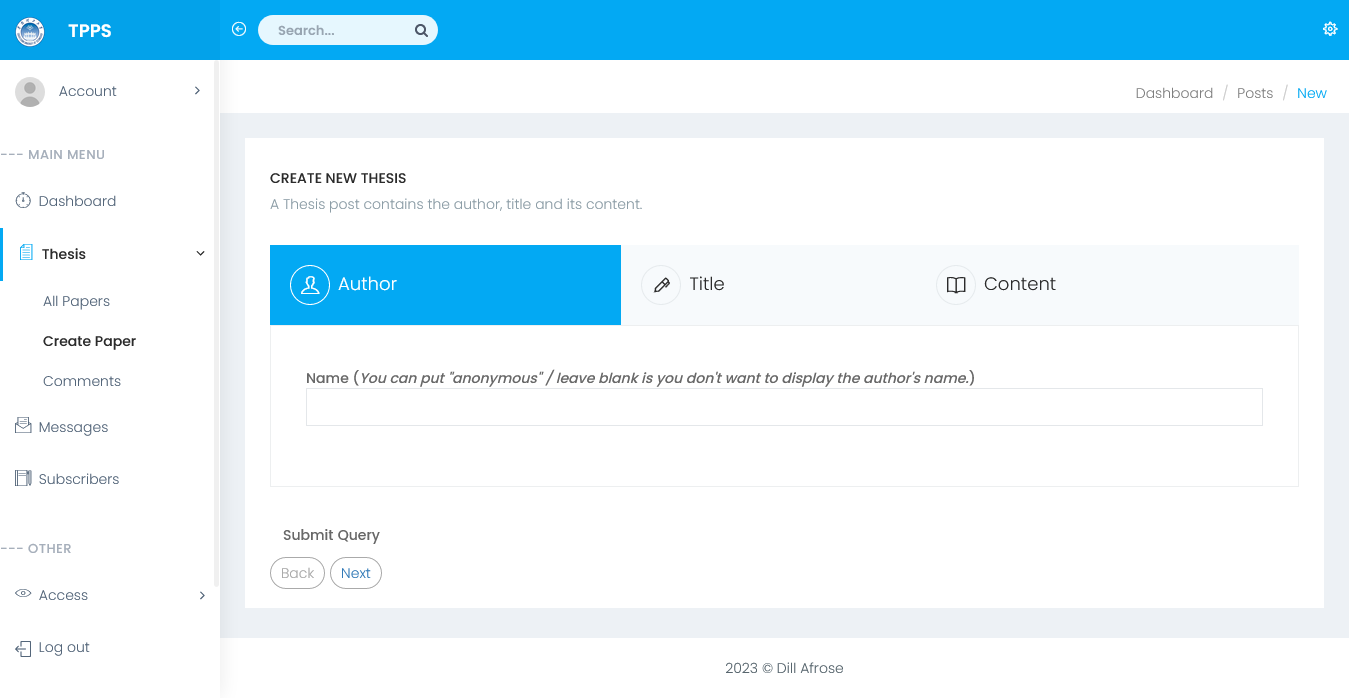 TPPS
Search...
Account
Dashboard / Posts / New
--- MAIN MENU
Dashboard
Thesis
All Papers
Create Paper
Comments
Messages
Subscribers
--- OTHER
Access
Log out
CREATE NEW THESIS
A Thesis post contains the author, title and its content.
Author
Title
Content
Name (You can put "anonymous" / leave blank is you don't want to display the author's name.)
Submit Query
Back
Next
2023 © Dill Afrose